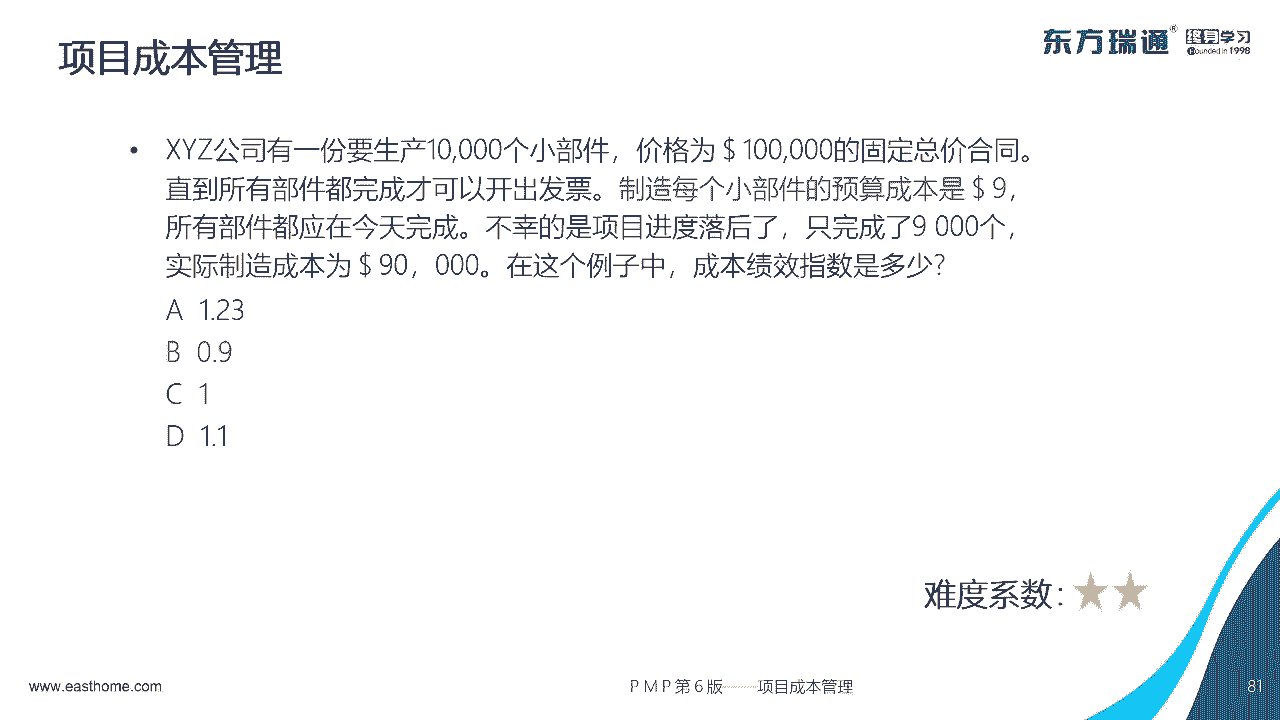 项目成本管理
东方瑞通® 终身学习
Founded in 1998
• XYZ公司有一份要生产10,000个小部件，价格为＄100,000的固定总价合同。
直到所有部件都完成才可以开出发票。制造每个小部件的预算成本是＄9，
所有部件都应在今天完成。不幸的是项目进度落后了，只完成了9 000个，
实际制造成本为＄90，000。在这个例子中，成本绩效指数是多少？
A 1.23
B 0.9
C 1
D 1.1
难度系数：★★
www.easthome.com
PMP第6版——项目成本管理
81